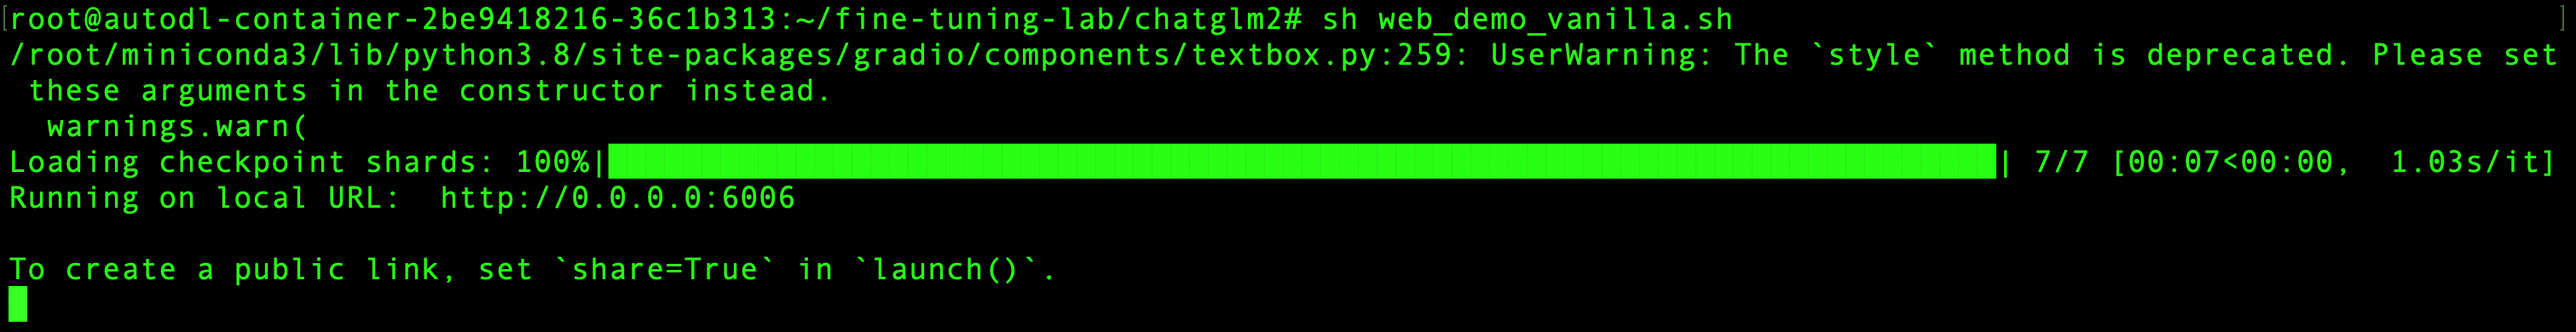 [root@autodl-container-2be9418216-36c1b313:~/fine-tuning-lab/chatglm2# sh web_demo_vanilla.sh ]
/root/miniconda3/lib/python3.8/site-packages/gradio/components/textbox.py:259: UserWarning: The `style` method is deprecated. Please set
 these arguments in the constructor instead.
  warnings.warn(
Loading checkpoint shards: 100%|██████████| 7/7 [00:07<00:00,  1.03s/it]
Running on local URL:  http://0.0.0.0:6006
To create a public link, set `share=True` in `launch()`.